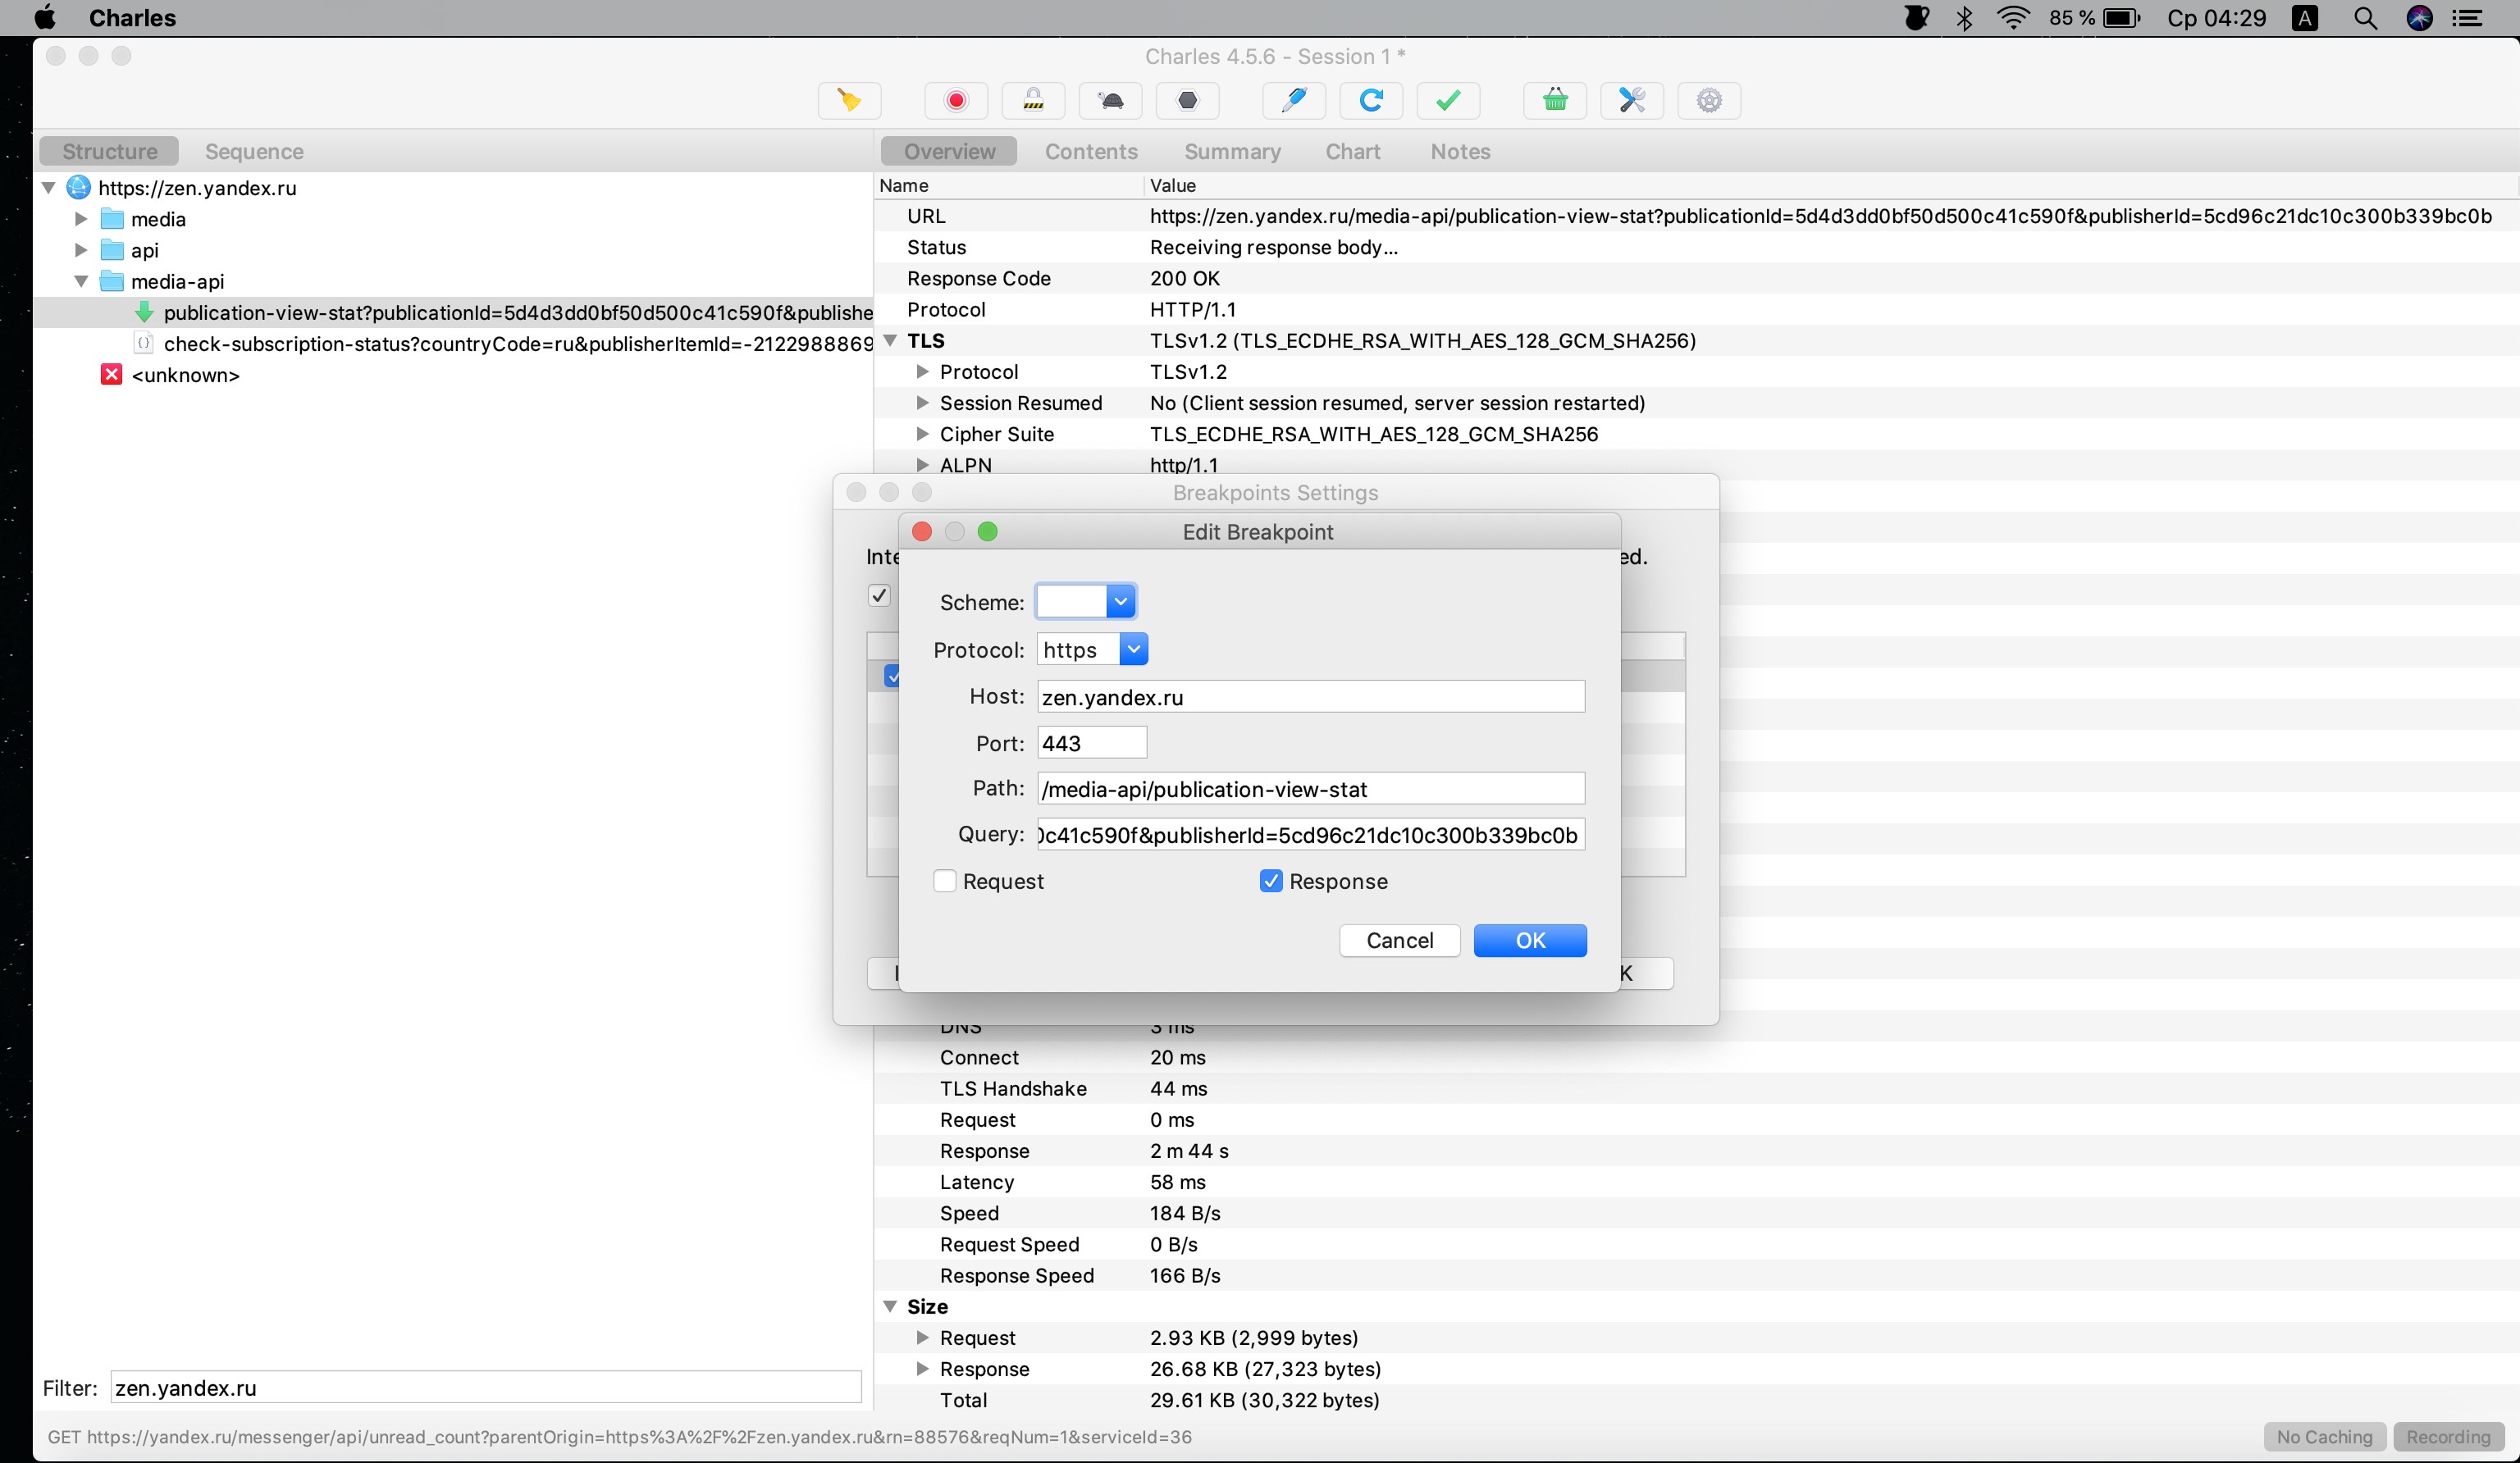 Charles
85 %
Ср 04:29
A
Charles 4.5.6 - Session 1 *
Structure
Sequence
Overview
Contents
Summary
Chart
Notes
https://zen.yandex.ru
media
api
media-api
publication-view-stat?publicationId=5d4d3dd0bf50d500c41c590f&publishe
check-subscription-status?countryCode=ru&publisherItemId=-2122988869
<unknown>
Name
Value
URL
https://zen.yandex.ru/media-api/publication-view-stat?publicationId=5d4d3dd0bf50d500c41c590f&publisherId=5cd96c21dc10c300b339bc0b
Status
Receiving response body...
Response Code
200 OK
Protocol
HTTP/1.1
TLS
TLSv1.2 (TLS_ECDHE_RSA_WITH_AES_128_GCM_SHA256)
Protocol
TLSv1.2
Session Resumed
No (Client session resumed, server session restarted)
Cipher Suite
TLS_ECDHE_RSA_WITH_AES_128_GCM_SHA256
ALPN
http/1.1
Breakpoints Settings
Inte
ed.
Edit Breakpoint
Scheme:
Protocol:
https
Host:
zen.yandex.ru
Port:
443
Path:
/media-api/publication-view-stat
Query:
0c41c590f&publisherId=5cd96c21dc10c300b339bc0b
Request
Response
Cancel
OK
K
DNS
3 ms
Connect
20 ms
TLS Handshake
44 ms
Request
0 ms
Response
2 m 44 s
Latency
58 ms
Speed
184 B/s
Request Speed
0 B/s
Response Speed
166 B/s
Size
Request
2.93 KB (2,999 bytes)
Response
26.68 KB (27,323 bytes)
Total
29.61 KB (30,322 bytes)
Filter:
zen.yandex.ru
GET https://yandex.ru/messenger/api/unread_count?parentOrigin=https%3A%2F%2Fzen.yandex.ru&rn=88576&reqNum=1&serviceId=36
No Caching
Recording